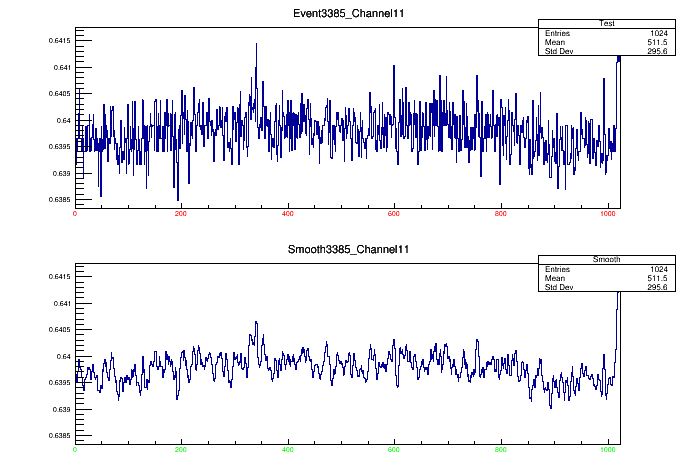 Event3385_Channel11
Test
Entries 1024
Mean 511.5
Std Dev 295.6
0.6415
0.641
0.6405
0.64
0.6395
0.639
0.6385
0 200 400 600 800 1000
Smooth3385_Channel11
Smooth
Entries 1024
Mean 511.5
Std Dev 295.6
0.6415
0.641
0.6405
0.64
0.6395
0.639
0.6385
0 200 400 600 800 1000